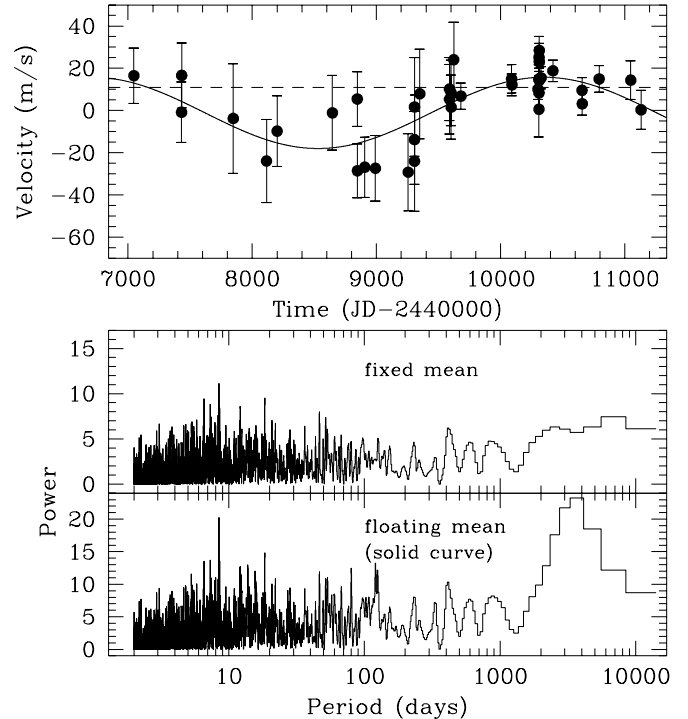 40
20
0
−20
−40
−60
Velocity (m/s)
7000 8000 9000 10000 11000
Time (JD−2440000)
15
10
5
0
fixed mean
20
15
10
5
0
floating mean
(solid curve)
Power
10 100 1000 10000
Period (days)